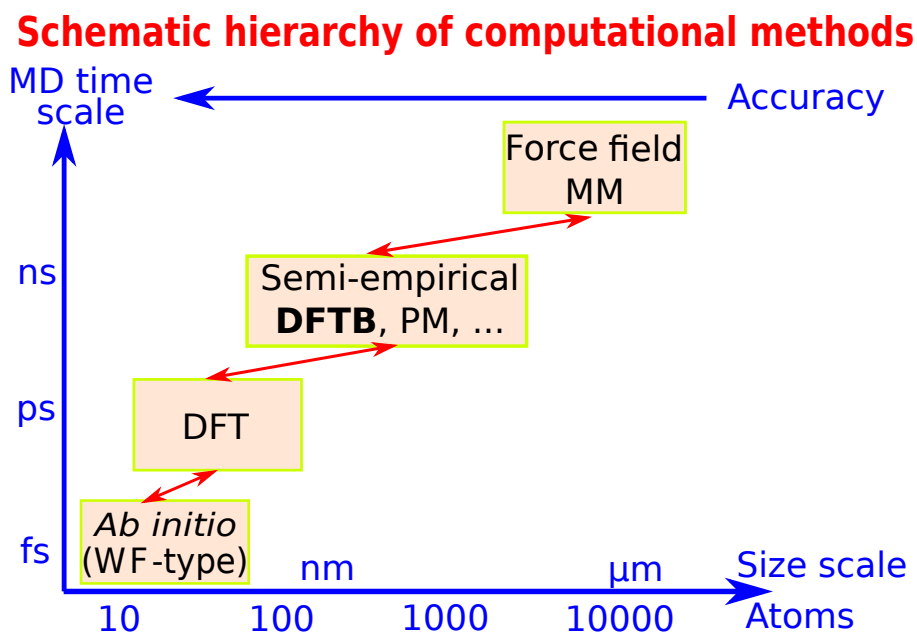 Schematic hierarchy of computational methods
MD time
scale
Accuracy
Force field
MM
ns
Semi-empirical
DFTB, PM, ...
ps
DFT
fs
Ab initio
(WF-type)
nm
μm
Size scale
10
100
1000
10000
Atoms